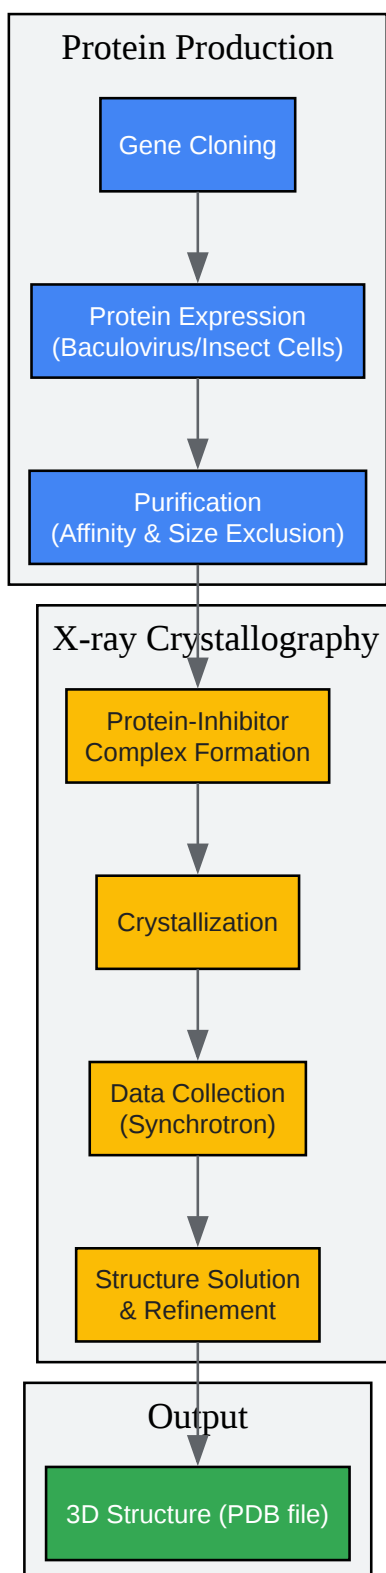 Protein Production
Gene Cloning
Protein Expression
(Baculovirus/Insect Cells)
Purification
(Affinity & Size Exclusion)
X-ray Crystallography
Protein-Inhibitor
Complex Formation
Crystallization
Data Collection
(Synchrotron)
Structure Solution
& Refinement
Output
3D Structure (PDB file)